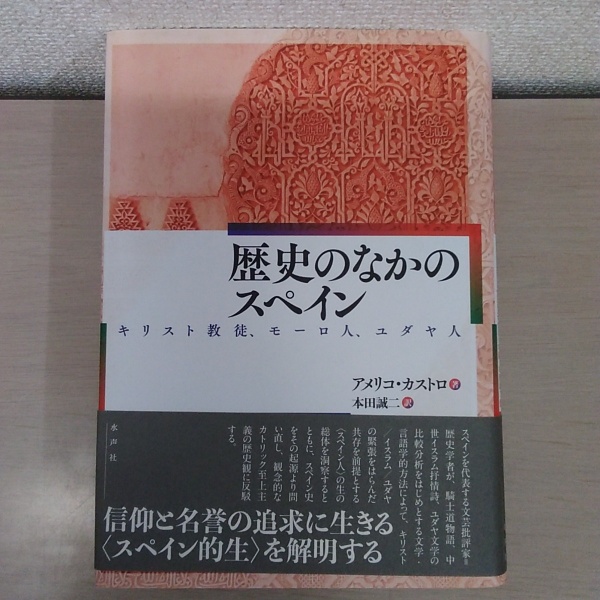 歴史のなかの
スペイン
キリスト教徒、モーロ人、ユダヤ人
アメリコ・カストロ 著
本田誠二 訳
スペインを代表する文芸批評家=
歴史学者が、騎士道物語、中
世イスラム抒情詩、ユダヤ文学の
比較分析をはじめとする文学・
言語学的方法によって、キリスト
/イスラム/ユダヤ
の緊張をはらんだ
共存を前提とする
〈スペイン人〉の生の
総体を洞察すると
ともに、スペイン史
をその起源より問
い直し、観念的な
カトリック至上主
義の歴史観に反駁
する。
水声社
信仰と名誉の追求に生きる
〈スペイン的生〉を解明する